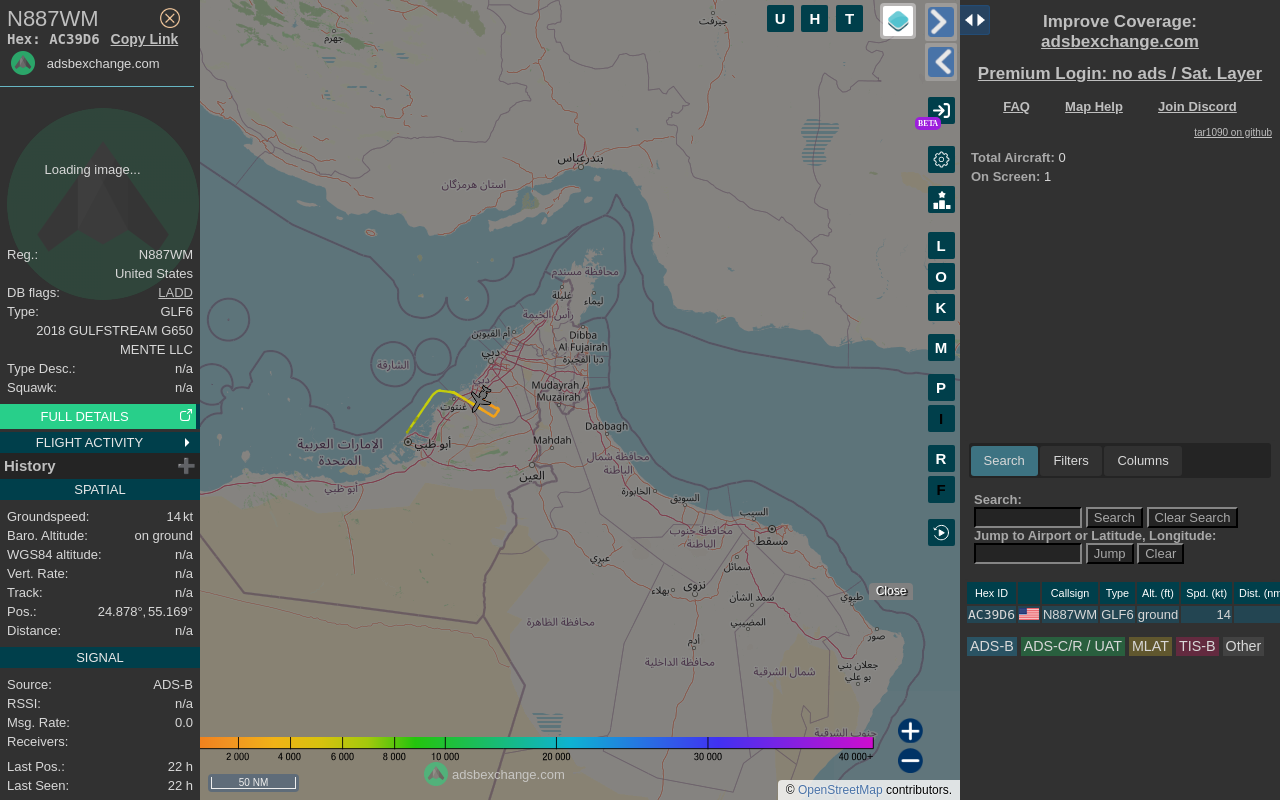 N887WM
Hex: AC39D6 Copy Link
adsbexchange.com
Loading image...
Reg.: N887WM
United States
DB flags: LADD
Type: GLF6
2018 GULFSTREAM G650
MENTE LLC
Type Desc.: n/a
Squawk: n/a
FULL DETAILS
FLIGHT ACTIVITY
History
SPATIAL
Groundspeed: 14 kt
Baro. Altitude: on ground
WGS84 altitude: n/a
Vert. Rate: n/a
Track: n/a
Pos.: 24.878°, 55.169°
Distance: n/a
SIGNAL
Source: ADS-B
RSSI: n/a
Msg. Rate: 0.0
Receivers:
Last Pos.: 22 h
Last Seen: 22 h
U H T
جيرفت
جهرم
بندرعباس
استان هرمزگان
محافظة مسندم
غليلة
ليماء
رأس الخيمة
أم القيوين
دبي
Dibba
Al Fujairah
دبا الفجيرة
الشارقة
دبي
غنتوت
Mudayrah /
Muzairah
أبو ظبي
Dabbagh
Mahdah
الإمارات العربية
المتحدة
أبو ظبي
العين
محافظة شمال
الباطنة
الخابورة
السويق
السيب
مسقط
محافظة جنوب
الباطنة
عبري
سمائل
بهلاء
نزوى
سمد الشأن
طيوي
المضيبي
محافظة الظاهرة
أدم
صور
محافظة الداخلية
شمال الشرقية
جعلان بني
بو علي
جنوب الشرقية
BETA
L
O
K
M
P
I
R
F
Close
2 000 4 000 6 000 8 000 10 000 20 000 30 000 40 000+
adsbexchange.com
50 NM
© OpenStreetMap contributors.
Improve Coverage:
adsbexchange.com
Premium Login: no ads / Sat. Layer
FAQ Map Help Join Discord
tar1090 on github
Total Aircraft: 0
On Screen: 1
Search Filters Columns
Search:
Search Clear Search
Jump to Airport or Latitude, Longitude:
Jump Clear
Hex ID Callsign Type Alt. (ft) Spd. (kt) Dist. (nm
AC39D6 N887WM GLF6 ground 14
ADS-B ADS-C/R / UAT MLAT TIS-B Other